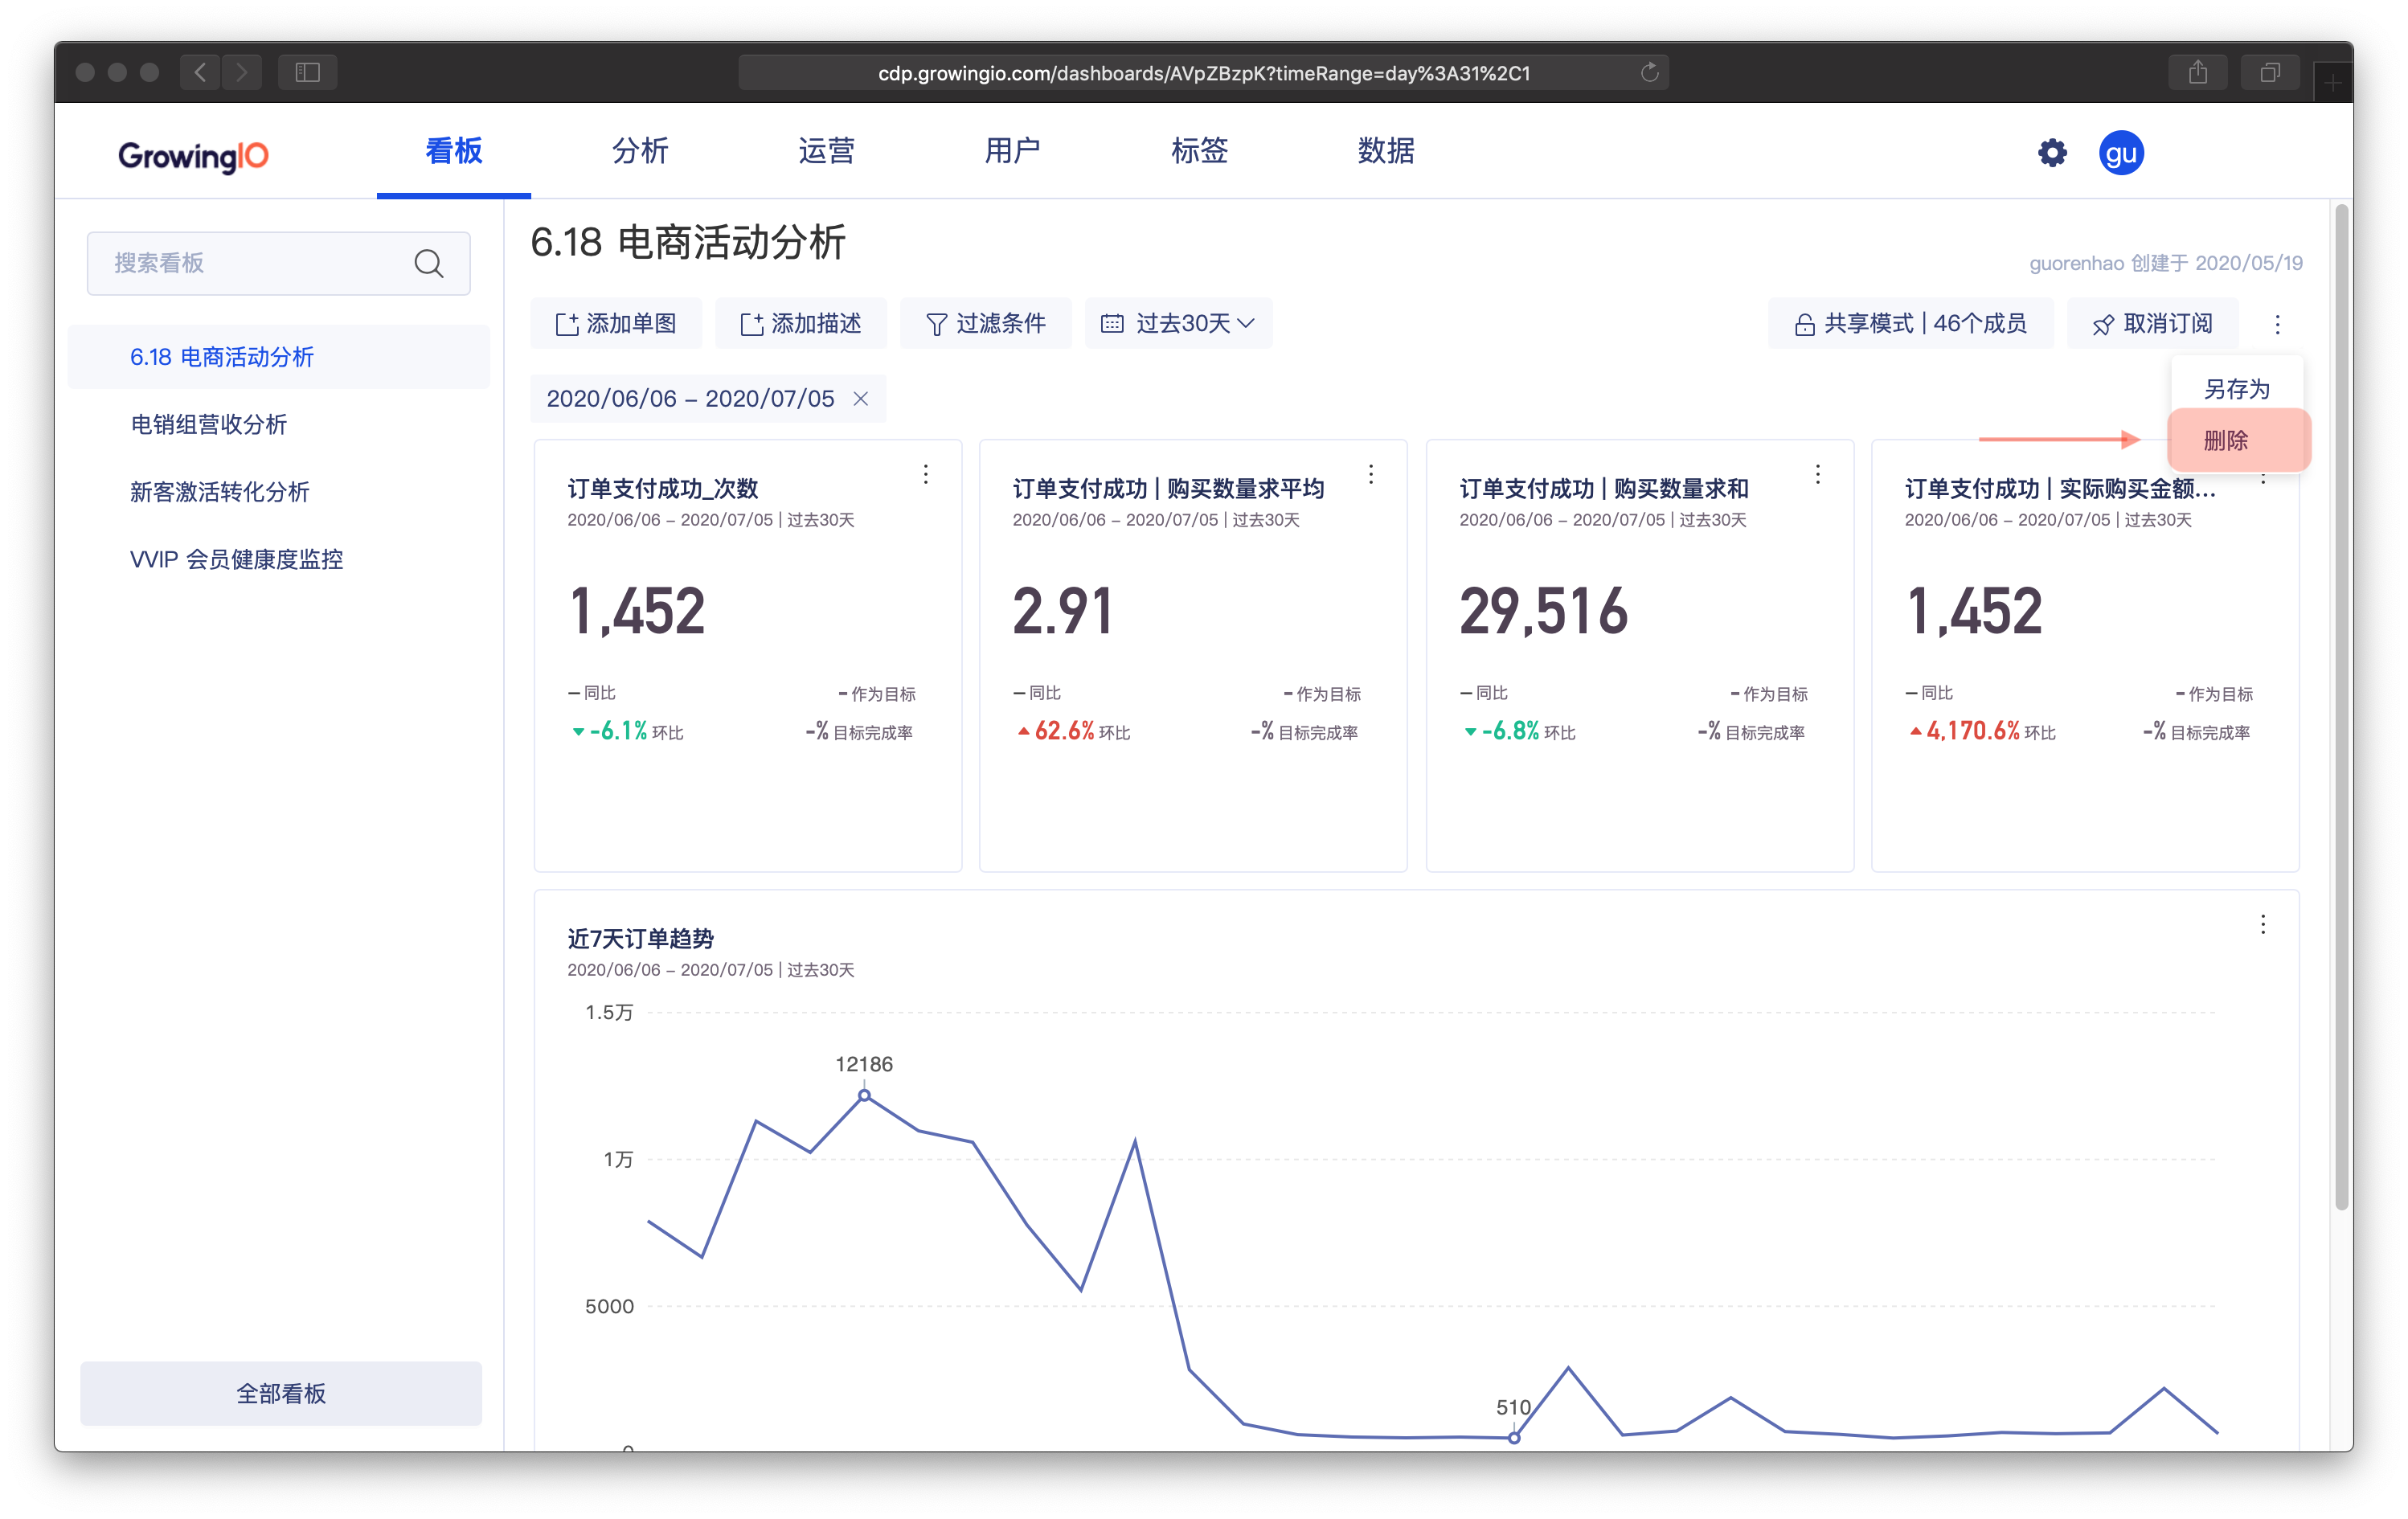 cdp.growingio.com/dashboards/AVpZBzpK?timeRange=day%3A31%2C1
GrowingIO
看板
分析
运营
用户
标签
数据
gu
搜索看板
6.18 电商活动分析
电销组营收分析
新客激活转化分析
VVIP 会员健康度监控
全部看板
6.18 电商活动分析
guorenhao 创建于 2020/05/19
添加单图
添加描述
过滤条件
过去30天
共享模式 | 46个成员
取消订阅
另存为
删除
2020/06/06 - 2020/07/05
订单支付成功_次数
2020/06/06 - 2020/07/05 | 过去30天
1,452
– 同比
- 作为目标
-6.1% 环比
-% 目标完成率
订单支付成功 | 购买数量求平均
2020/06/06 - 2020/07/05 | 过去30天
2.91
– 同比
- 作为目标
62.6% 环比
-% 目标完成率
订单支付成功 | 购买数量求和
2020/06/06 - 2020/07/05 | 过去30天
29,516
– 同比
- 作为目标
-6.8% 环比
-% 目标完成率
订单支付成功 | 实际购买金额...
2020/06/06 - 2020/07/05 | 过去30天
1,452
– 同比
- 作为目标
4,170.6% 环比
-% 目标完成率
近7天订单趋势
2020/06/06 - 2020/07/05 | 过去30天
1.5万
12186
1万
5000
510
0